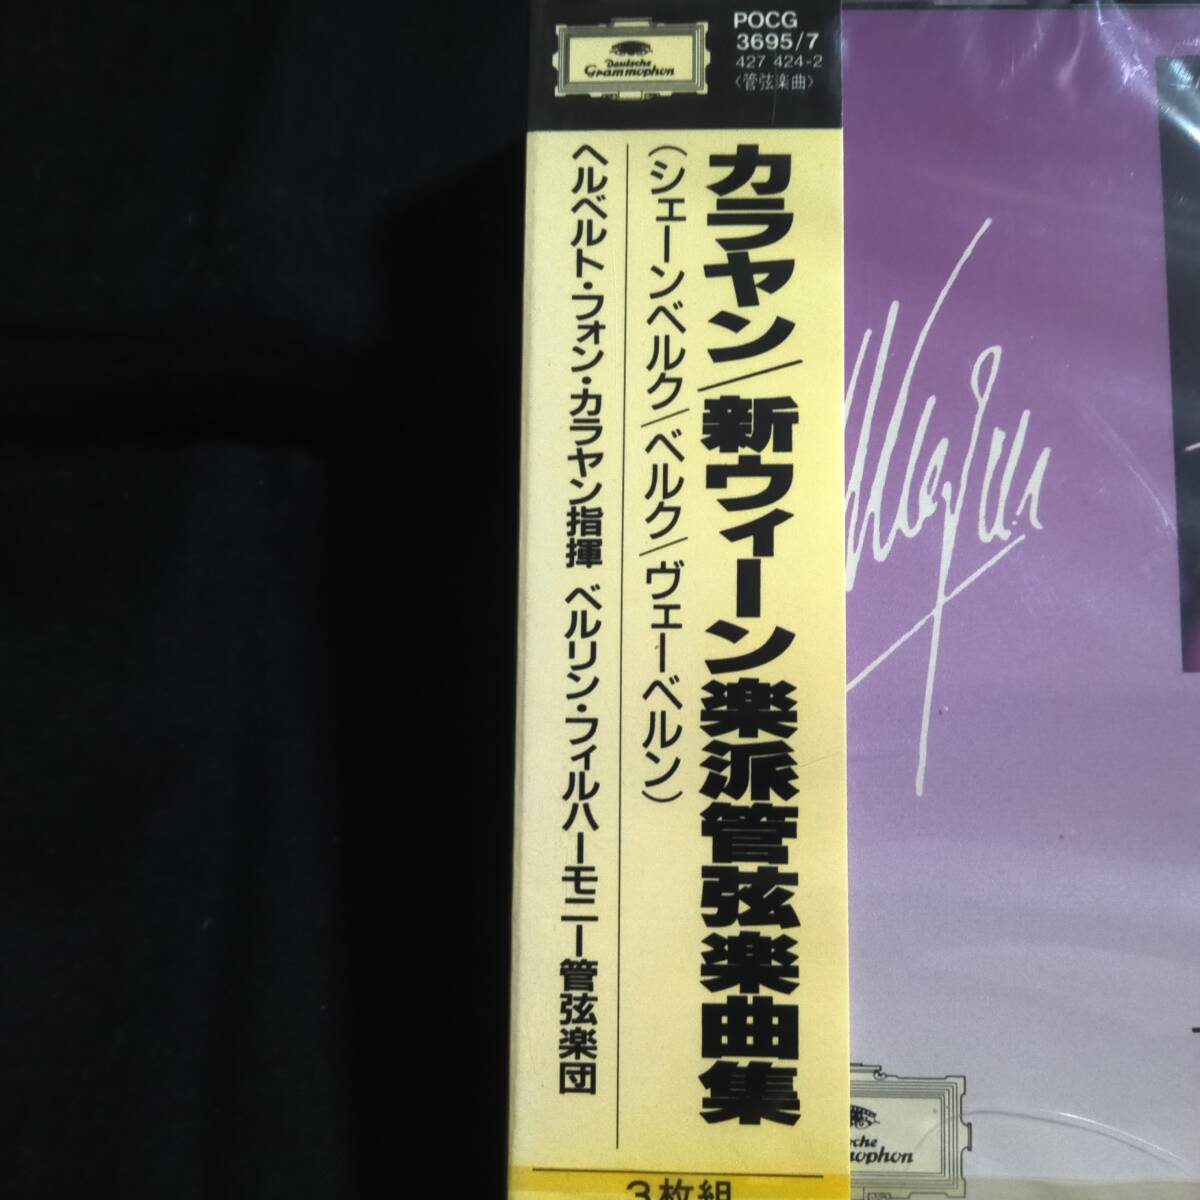 Deutsche
Grammophon
POCG
3695/7
427 424-2
〈管弦楽曲〉
カラヤン/新ウィーン楽派管弦楽曲集
(シェーンベルク/ベルク/ヴェーベルン)
ヘルベルト・フォン・カラヤン指揮 ベルリン・フィルハーモニー管弦楽団
3枚組